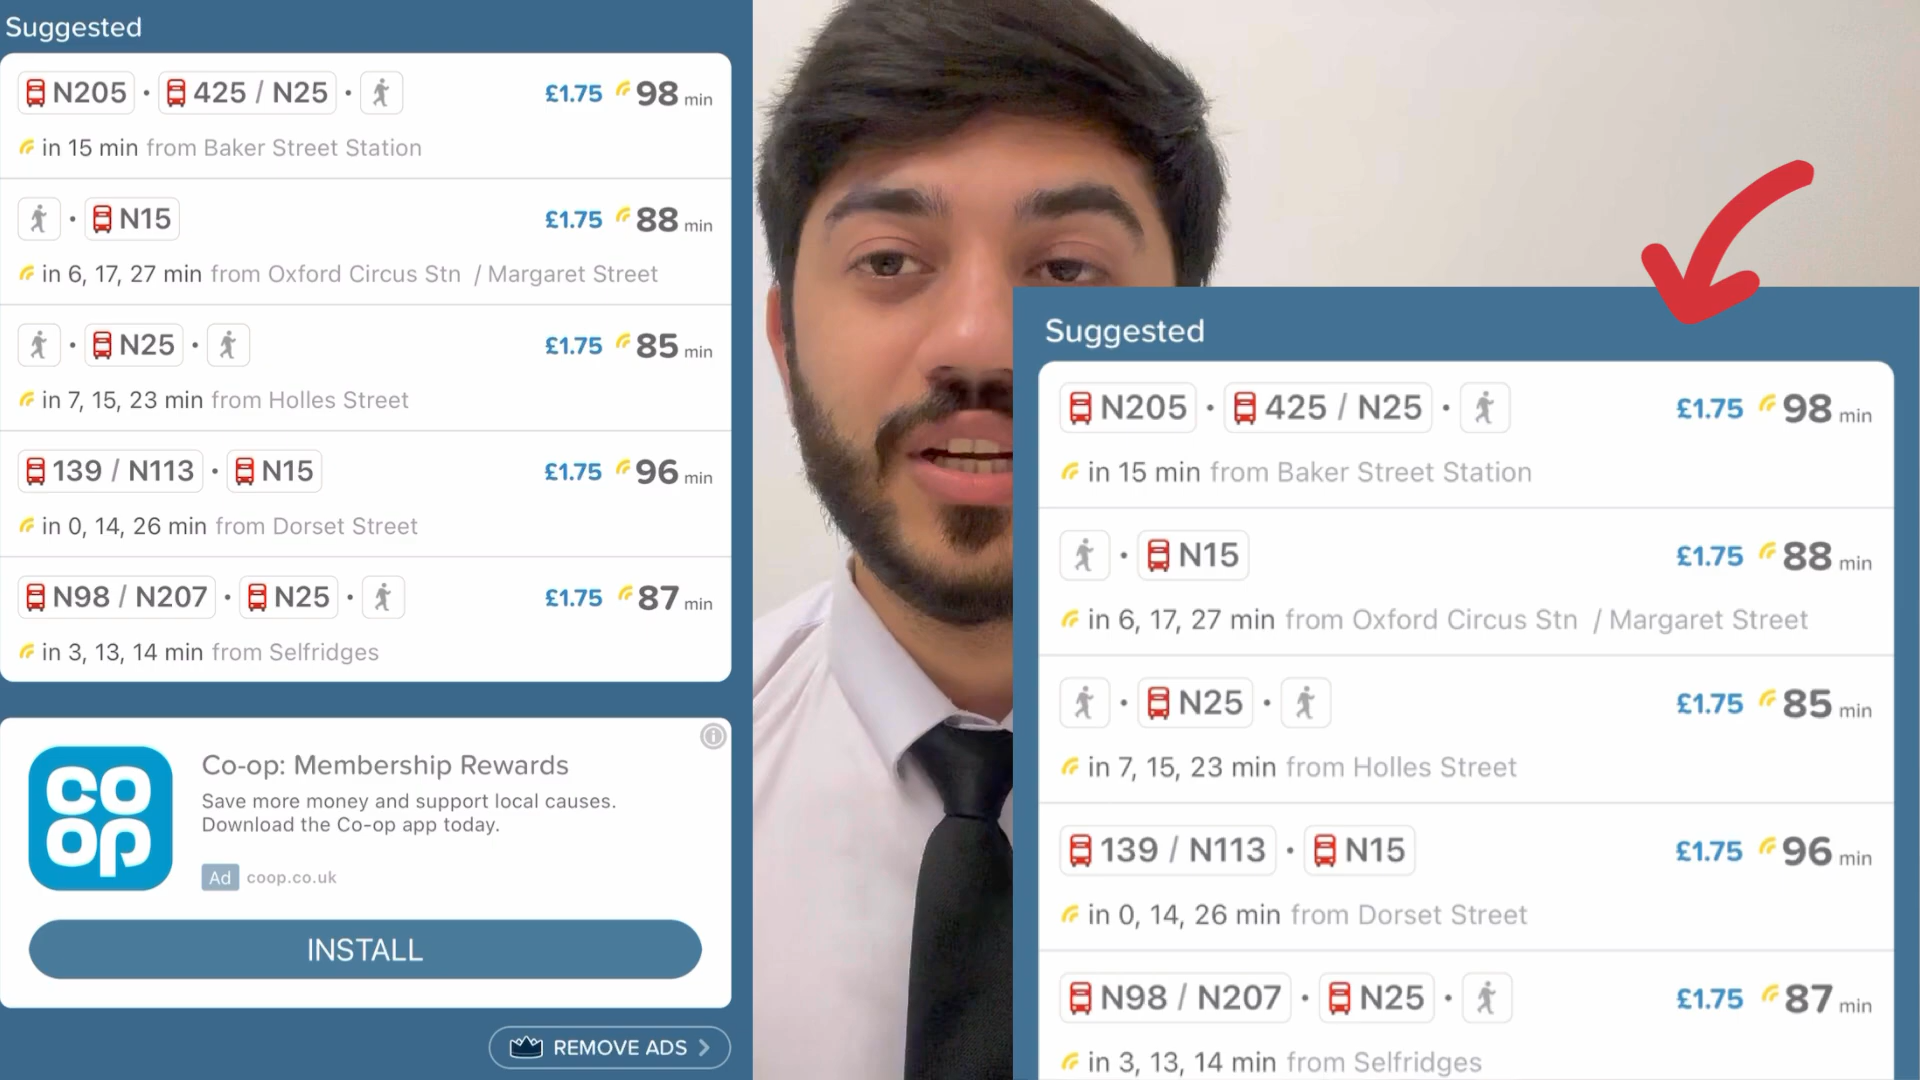 Suggested
N205 · 425 / N25 · £1.75 98 min
in 15 min from Baker Street Station
· N15 £1.75 88 min
in 6, 17, 27 min from Oxford Circus Stn / Margaret Street
· N25 · £1.75 85 min
in 7, 15, 23 min from Holles Street
139 / N113 · N15 £1.75 96 min
in 0, 14, 26 min from Dorset Street
N98 / N207 · N25 · £1.75 87 min
in 3, 13, 14 min from Selfridges
co
op
Co-op: Membership Rewards
Save more money and support local causes.
Download the Co-op app today.
Ad coop.co.uk
INSTALL
REMOVE ADS >
Suggested
N205 · 425 / N25 · £1.75 98 min
in 15 min from Baker Street Station
· N15 £1.75 88 min
in 6, 17, 27 min from Oxford Circus Stn / Margaret Street
· N25 · £1.75 85 min
in 7, 15, 23 min from Holles Street
139 / N113 · N15 £1.75 96 min
in 0, 14, 26 min from Dorset Street
N98 / N207 · N25 · £1.75 87 min
in 3, 13, 14 min from Selfridges